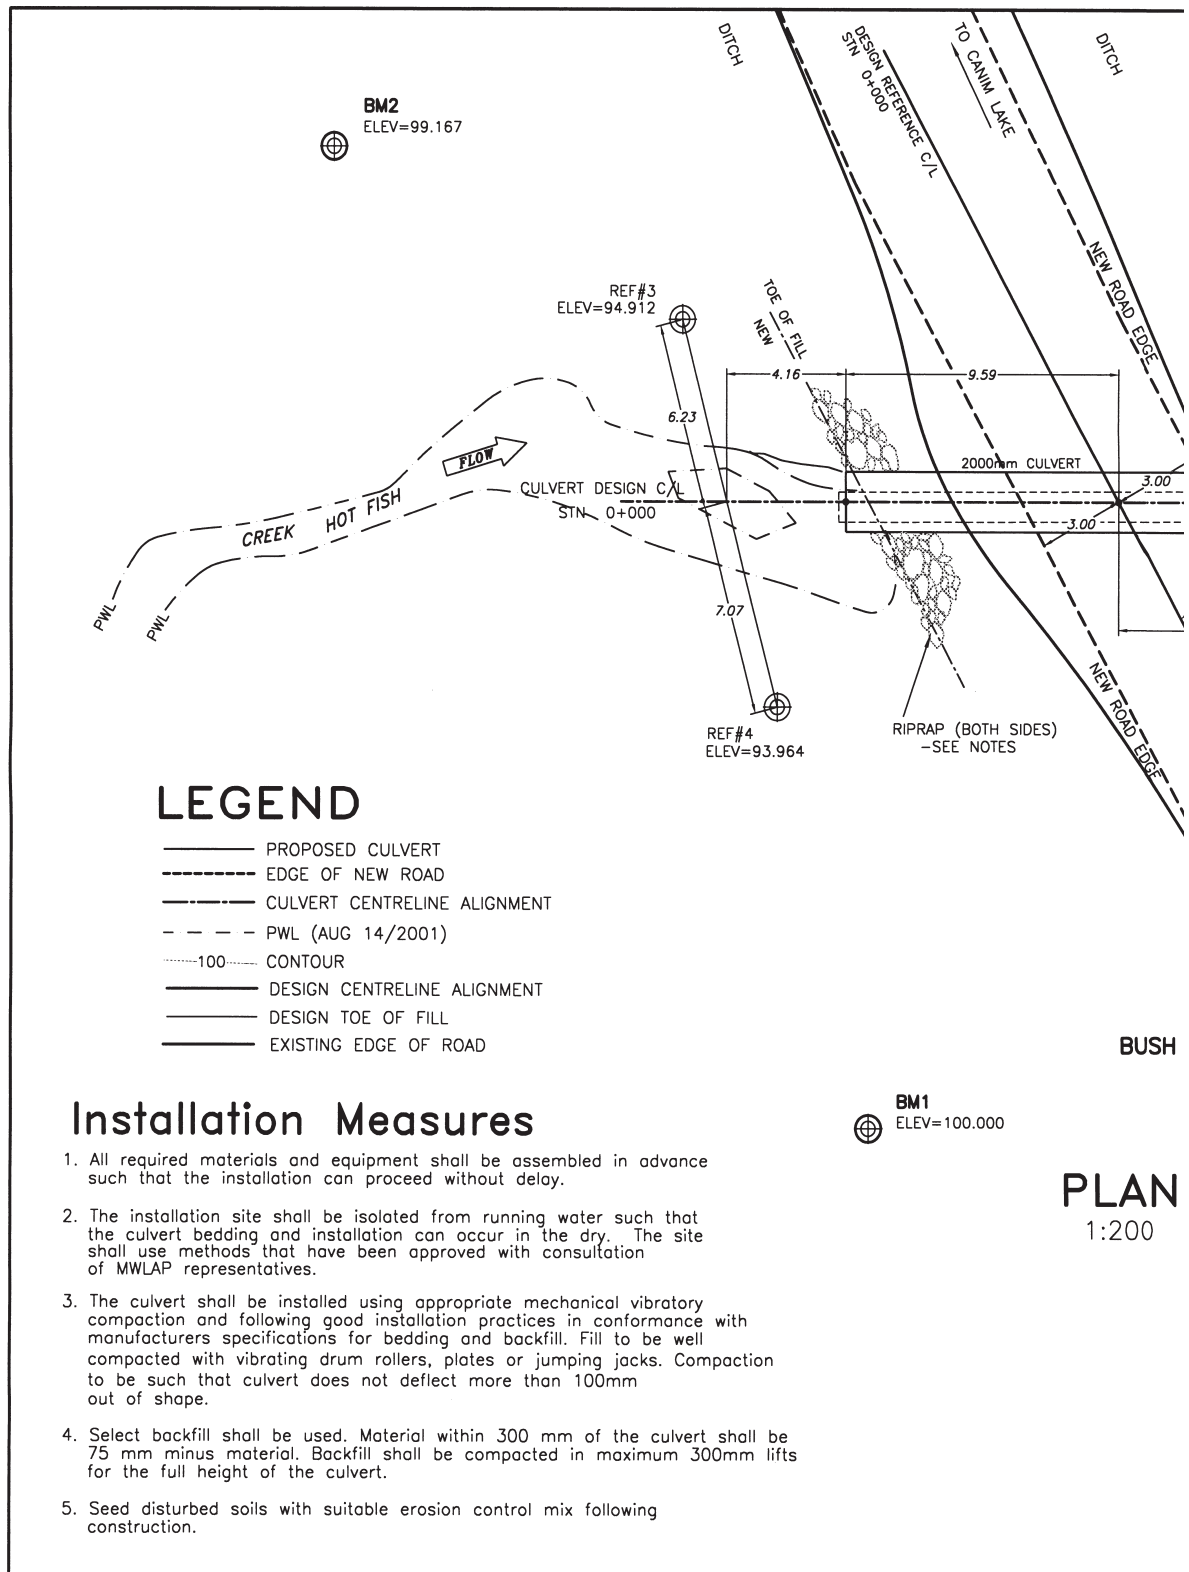 DITCH
DESIGN REFERENCE C/L
STN 0+000
TO CANIM LAKE
DITCH
BM2
ELEV=99.167
NEW ROAD EDGE
REF#3
ELEV=94.912
TOE OF FILL
NEW
4.16
9.59
6.23
FLOW
2000mm CULVERT
3.00
CULVERT DESIGN C/L
STN 0+000
CREEK HOT FISH
3.00
7.07
PWL
PWL
NEW ROAD EDGE
RIPRAP (BOTH SIDES)
-SEE NOTES
REF#4
ELEV=93.964
LEGEND
PROPOSED CULVERT
EDGE OF NEW ROAD
CULVERT CENTRELINE ALIGNMENT
PWL (AUG 14/2001)
100 CONTOUR
DESIGN CENTRELINE ALIGNMENT
DESIGN TOE OF FILL
EXISTING EDGE OF ROAD
BUSH
BM1
ELEV=100.000
PLAN
1:200
Installation Measures
1. All required materials and equipment shall be assembled in advance
such that the installation can proceed without delay.
2. The installation site shall be isolated from running water such that
the culvert bedding and installation can occur in the dry. The site
shall use methods that have been approved with consultation
of MWLAP representatives.
3. The culvert shall be installed using appropriate mechanical vibratory
compaction and following good installation practices in conformance with
manufacturers specifications for bedding and backfill. Fill to be well
compacted with vibrating drum rollers, plates or jumping jacks. Compaction
to be such that culvert does not deflect more than 100mm
out of shape.
4. Select backfill shall be used. Material within 300 mm of the culvert shall be
75 mm minus material. Backfill shall be compacted in maximum 300mm lifts
for the full height of the culvert.
5. Seed disturbed soils with suitable erosion control mix following
construction.